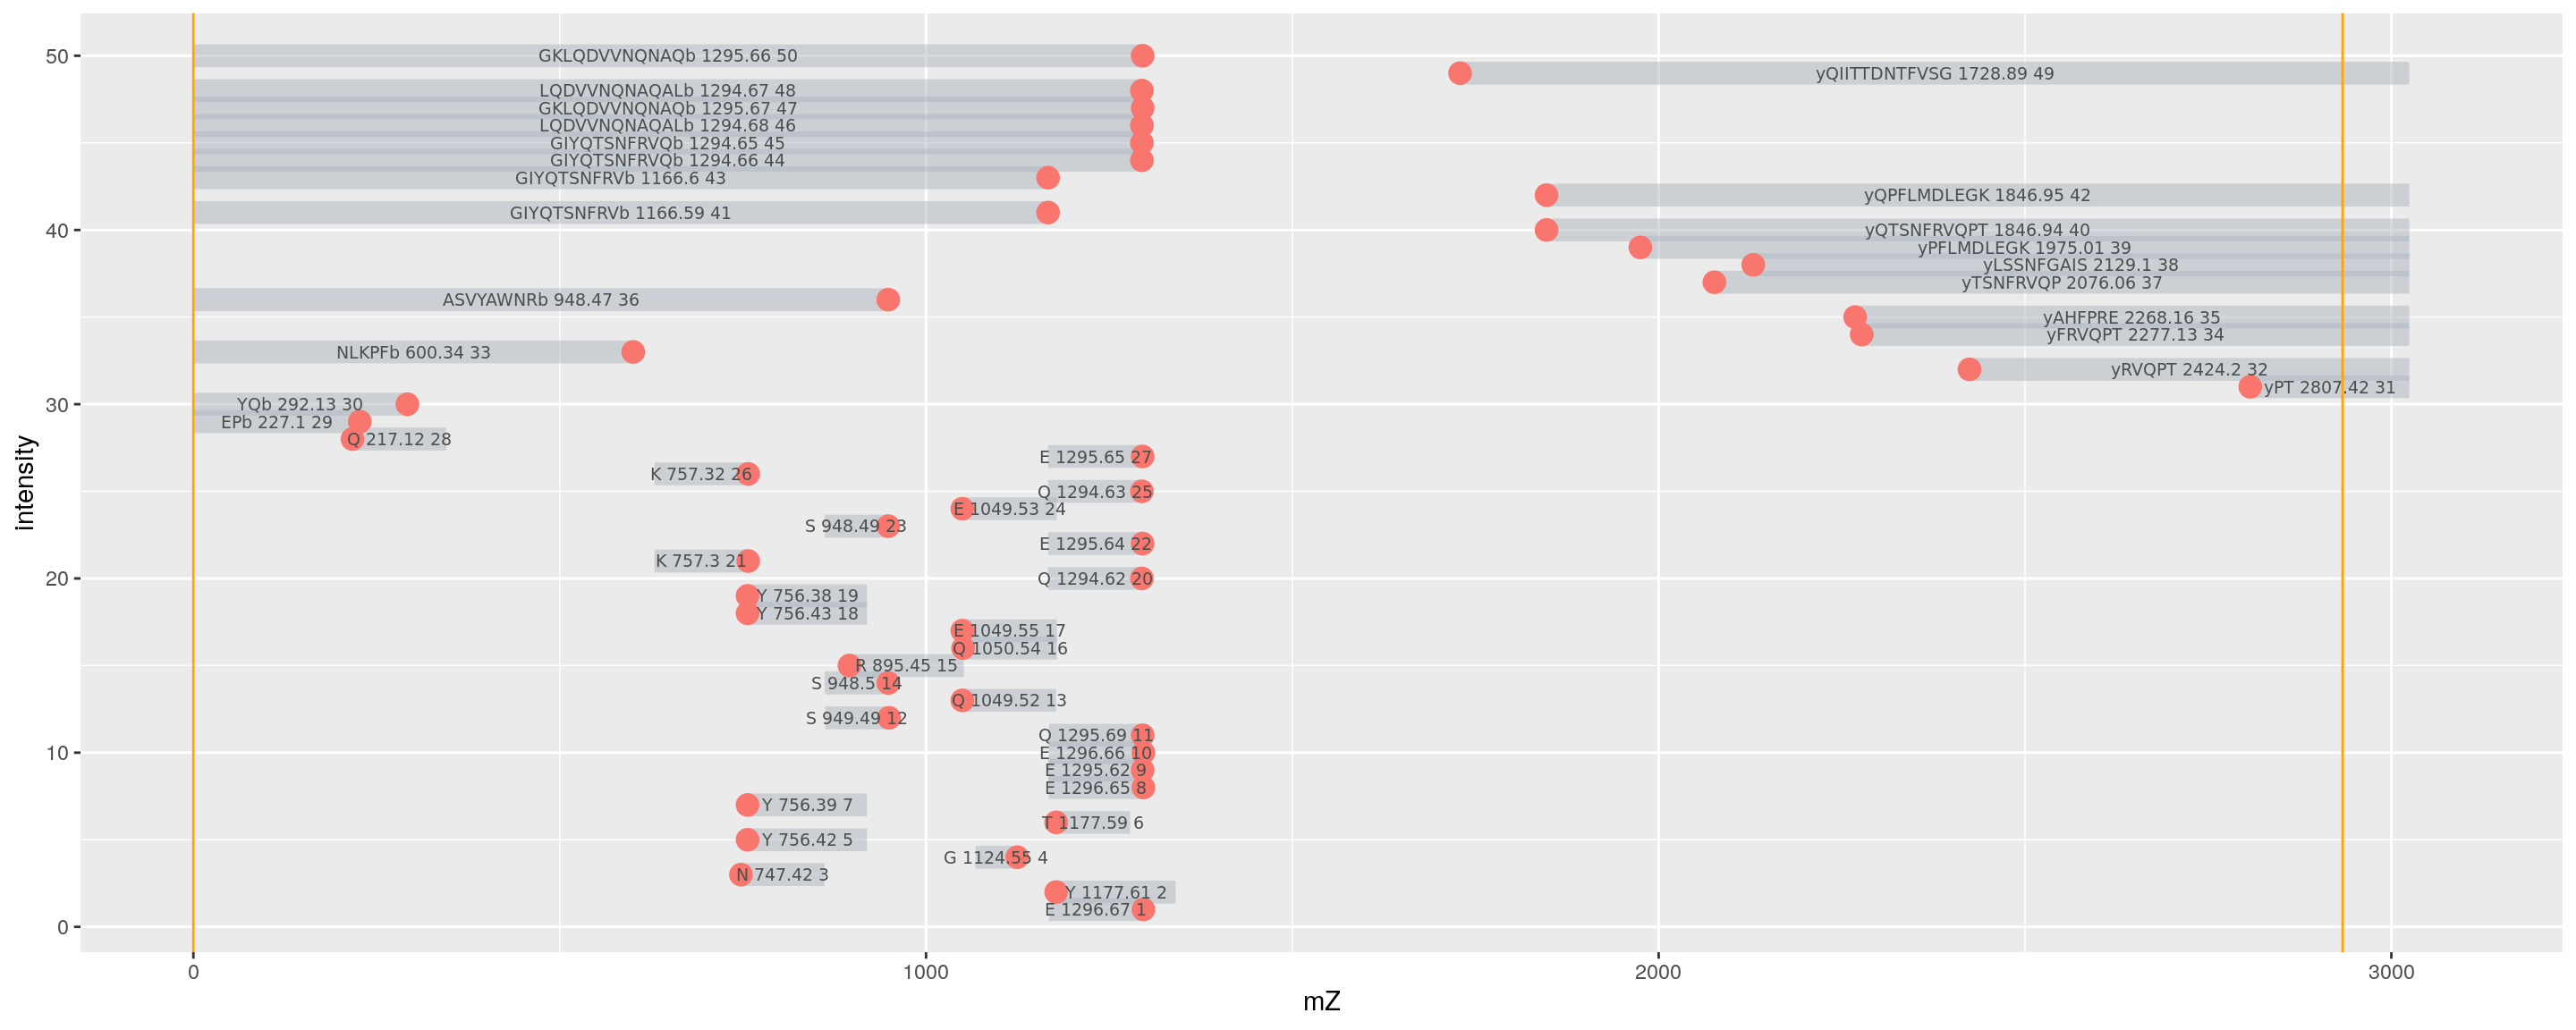 50
GKLQDVVNQNAQb 1295.66 50
yQIITTDNTFVSG 1728.89 49
LQDVVNQNAQALb 1294.67 48
GKLQDVVNQNAQb 1295.67 47
LQDVVNQNAQALb 1294.68 46
GIYQTSNFRVQb 1294.65 45
GIYQTSNFRVQb 1294.66 44
GIYQTSNFRVb 1166.6 43
yQPFLMDLEGK 1846.95 42
GIYQTSNFRVb 1166.59 41
40
yQTSNFRVQPT 1846.94 40
yPFLMDLEGK 1975.01 39
yLSSNFGAIS 2129.1 38
yTSNFRVQP 2076.06 37
ASVYAWNRb 948.47 36
yAHFPRE 2268.16 35
yFRVQPT 2277.13 34
NLKPFb 600.34 33
yRVQPT 2424.2 32
yPT 2807.42 31
30
YQb 292.13 30
EPb 227.1 29
Q 217.12 28
E 1295.65 27
K 757.32 26
Q 1294.63 25
E 1049.53 24
S 948.49 23
E 1295.64 22
K 757.3 21
20
Q 1294.62 20
Y 756.38 19
Y 756.43 18
E 1049.55 17
Q 1050.54 16
R 895.45 15
S 948.5 14
Q 1049.52 13
S 949.49 12
Q 1295.69 11
10
E 1296.66 10
E 1295.62 9
E 1296.65 8
Y 756.39 7
T 1177.59 6
Y 756.42 5
G 1124.55 4
N 747.42 3
Y 1177.61 2
E 1296.67 1
0
intensity
0 1000 2000 3000
mZ